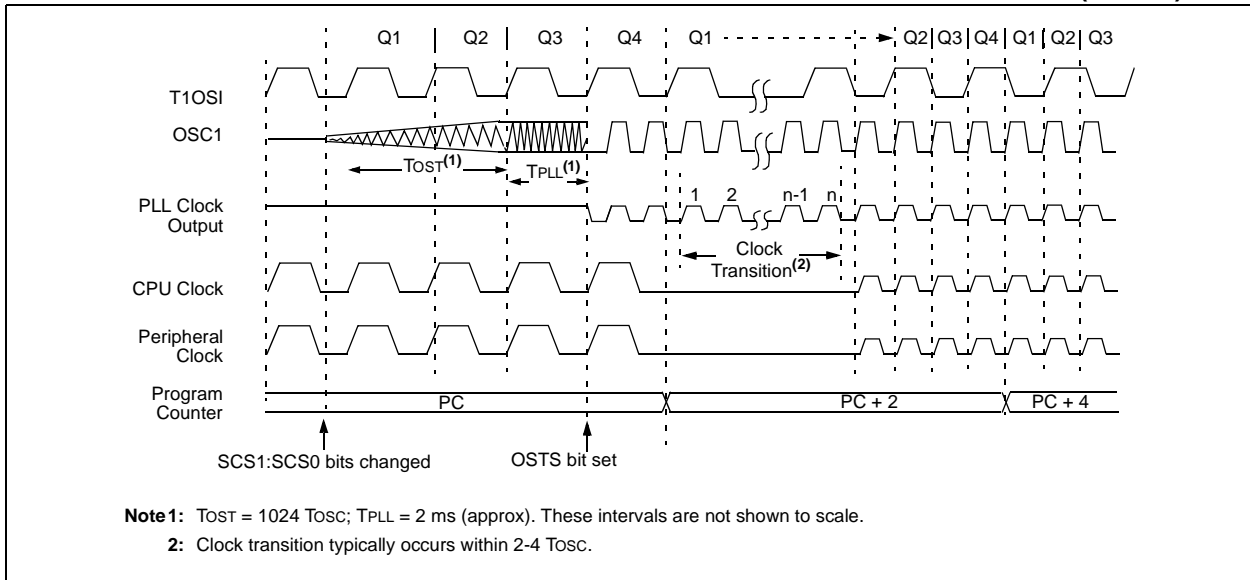 Q1 Q2 Q3 Q4 Q1 Q2 Q3 Q4 Q1 Q2 Q3
T1OSI
OSC1
TOST(1) TPLL(1)
1 2 n-1 n
PLL Clock
Output
Clock
Transition(2)
CPU Clock
Peripheral
Clock
Program
Counter
PC PC + 2 PC + 4
SCS1:SCS0 bits changed OSTS bit set
Note1: TOST = 1024 TOSC; TPLL = 2 ms (approx). These intervals are not shown to scale.
2: Clock transition typically occurs within 2-4 TOSC.